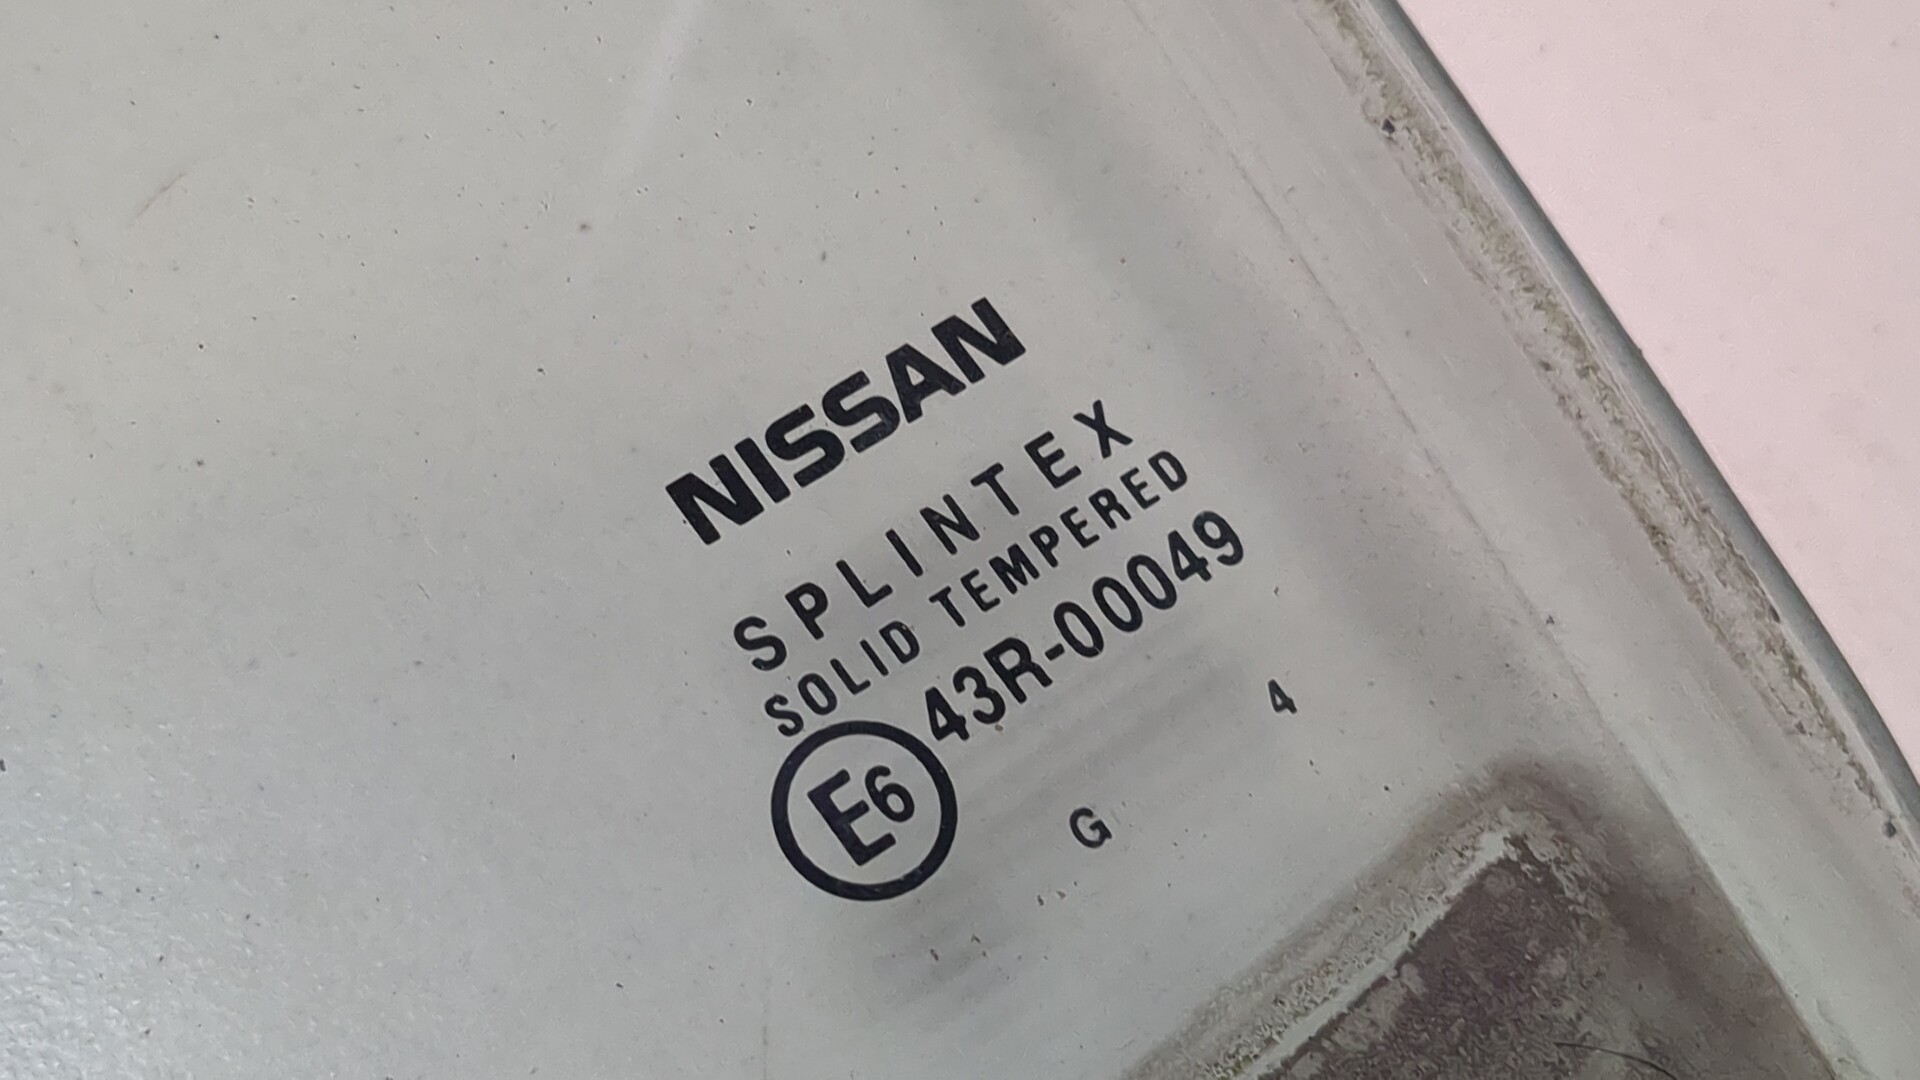 NISSAN
SPLINTEX
SOLID TEMPERED
43R-00049
E6
4
G